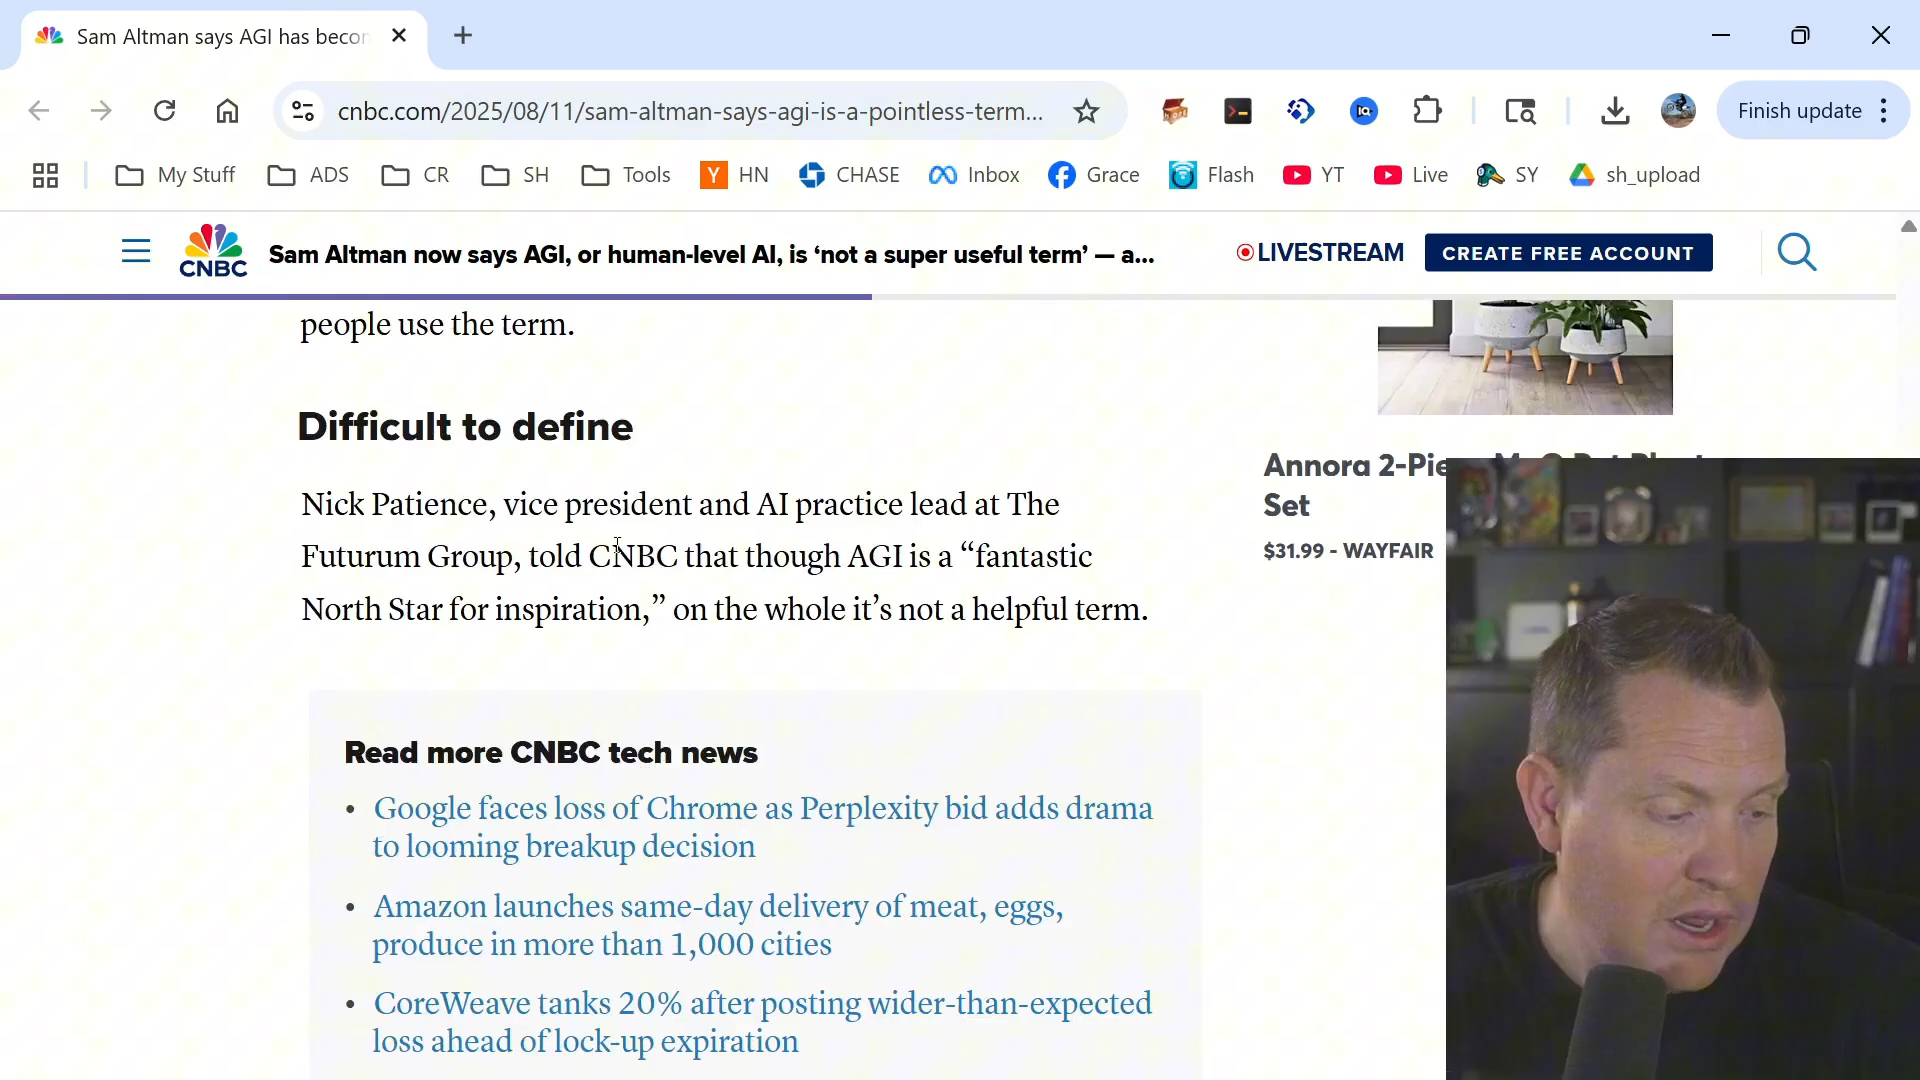 Sam Altman says AGI has becom
Finish update
cnbc.com/2025/08/11/sam-altman-says-agi-is-a-pointless-term...
My Stuff
ADS
CR
SH
Tools
HN
CHASE
Inbox
Grace
Flash
YT
Live
SY
sh_upload
CNBC
Sam Altman now says AGI, or human-level AI, is ‘not a super useful term’ — a...
LIVESTREAM
CREATE FREE ACCOUNT
people use the term.
Difficult to define
Nick Patience, vice president and AI practice lead at The
Futurum Group, told CNBC that though AGI is a “fantastic
North Star for inspiration,” on the whole it’s not a helpful term.
Read more CNBC tech news
• Google faces loss of Chrome as Perplexity bid adds drama
to looming breakup decision
• Amazon launches same-day delivery of meat, eggs,
produce in more than 1,000 cities
• CoreWeave tanks 20% after posting wider-than-expected
loss ahead of lock-up expiration
Annora 2-Pie
Set
$31.99 - WAYFAIR